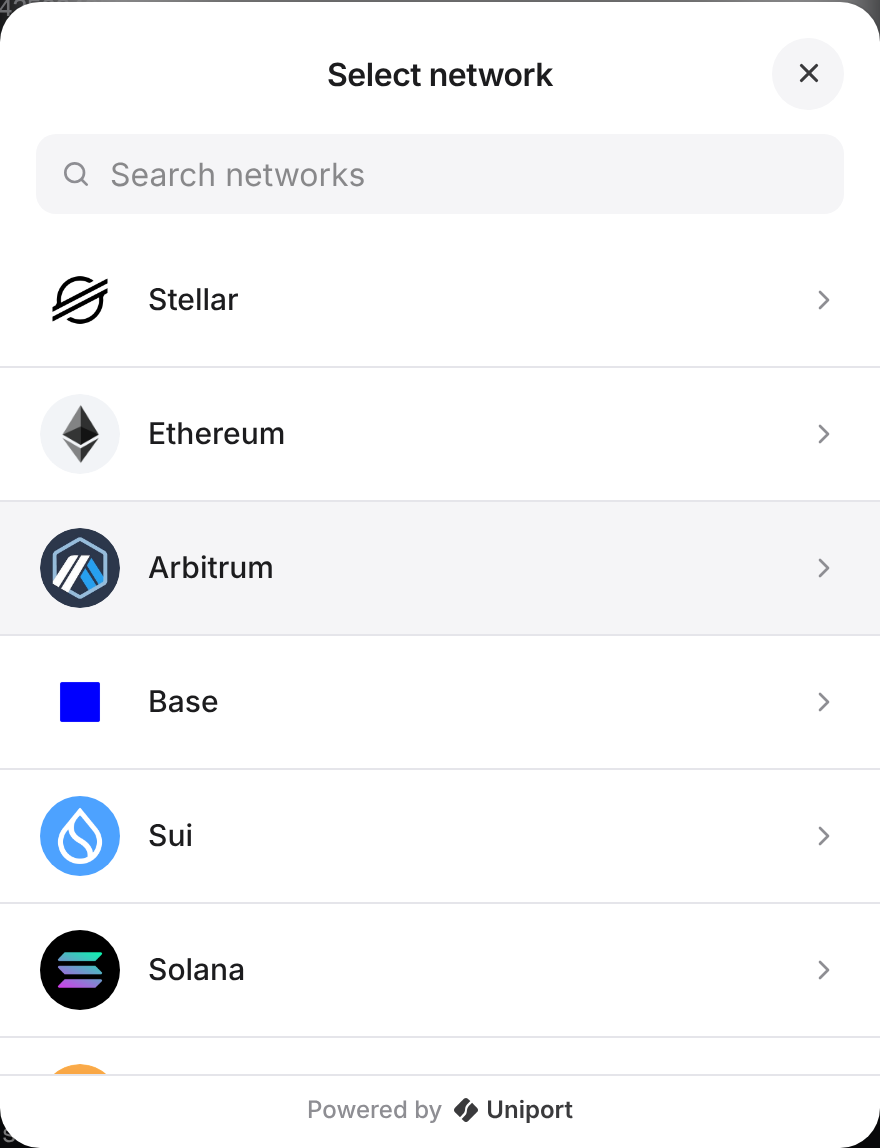 Select network
Search networks
Stellar
Ethereum
Arbitrum
Base
Sui
Solana
Powered by Uniport